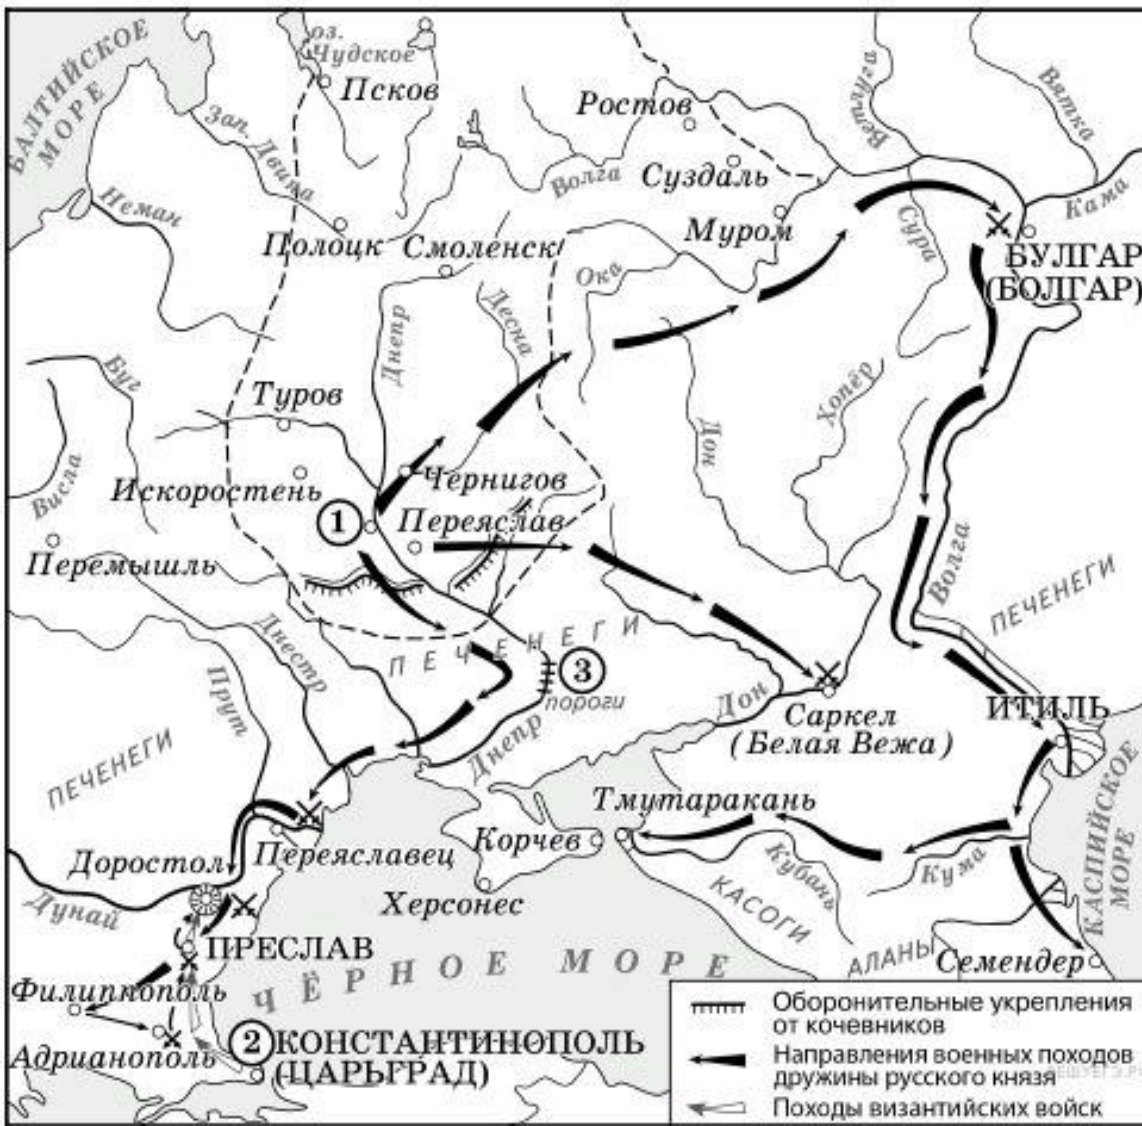 БАЛТИЙСКОЕ
МОРЕ
оз.
Чудское
Псков
Ростов
Ветлуга
Вятка
Зап. Двина
Волга
Суздаль
Кама
Неман
Полоцк
Смоленск
Муром
Сура
Ока
БУЛГАР
(БОЛГАР)
Десна
Днепр
Буг
Туров
Хопёр
Дон
Висла
Искоростень
Чернигов
1
Переяслав
Перемышль
Волга
ПЕЧЕНЕГИ
Днестр
ПЕЧЕНЕГИ
3
пороги
Прут
Дон
ИТИЛЬ
Саркел
(Белая Вежа)
Днепр
ПЕЧЕНЕГИ
Тмутаракань
КАСПИЙСКОЕ
МОРЕ
Корчев
Доростол
Переяславец
Кубань
Кума
Дунай
Херсонес
КАСОГИ
ПРЕСЛАВ
АЛАНЫ
Семендер
ЧЁРНОЕ МОРЕ
Филиппополь
Адрианополь
2
КОНСТАНТИНОПОЛЬ
(ЦАРЬГРАД)
Оборонительные укрепления
от кочевников
Направления военных походов
дружины русского князя
Походы византийских войск